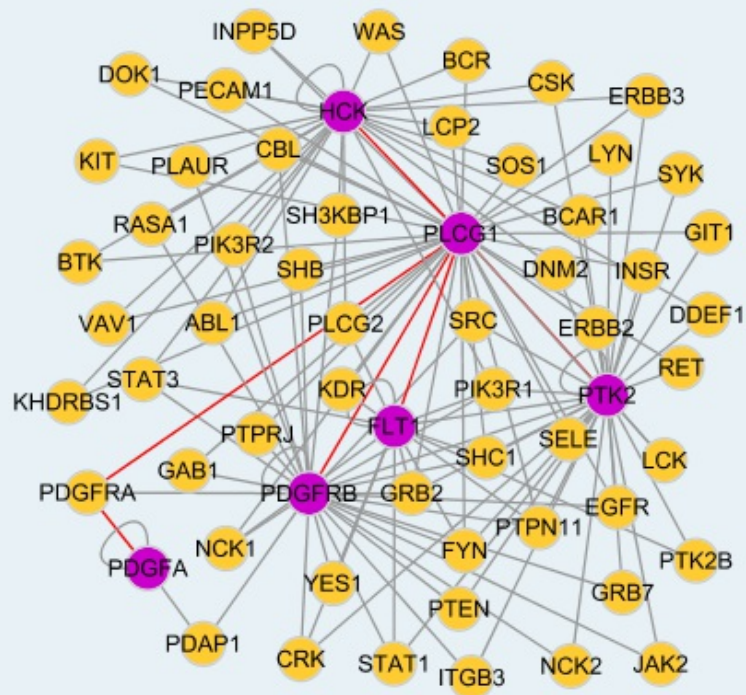 INPP5D
WAS
BCR
DOK1
PECAM1
CSK
ERBB3
HCK
LCP2
KIT
PLAUR
CBL
SOS1
LYN
SYK
RASA1
SH3KBP1
BCAR1
PIK3R2
PLCG1
GIT1
BTK
SHB
DNM2
INSR
VAV1
ABL1
PLCG2
SRC
ERBB2
DDEF1
KHDRBS1
STAT3
KDR
PIK3R1
PTK2
RET
PTPRJ
FLT1
SELE
GAB1
SHC1
LCK
PDGFRA
PDGFRB
GRB2
EGFR
PTPN11
NCK1
FYN
PTK2B
PDGFA
YES1
PTEN
GRB7
PDAP1
CRK
STAT1
ITGB3
NCK2
JAK2